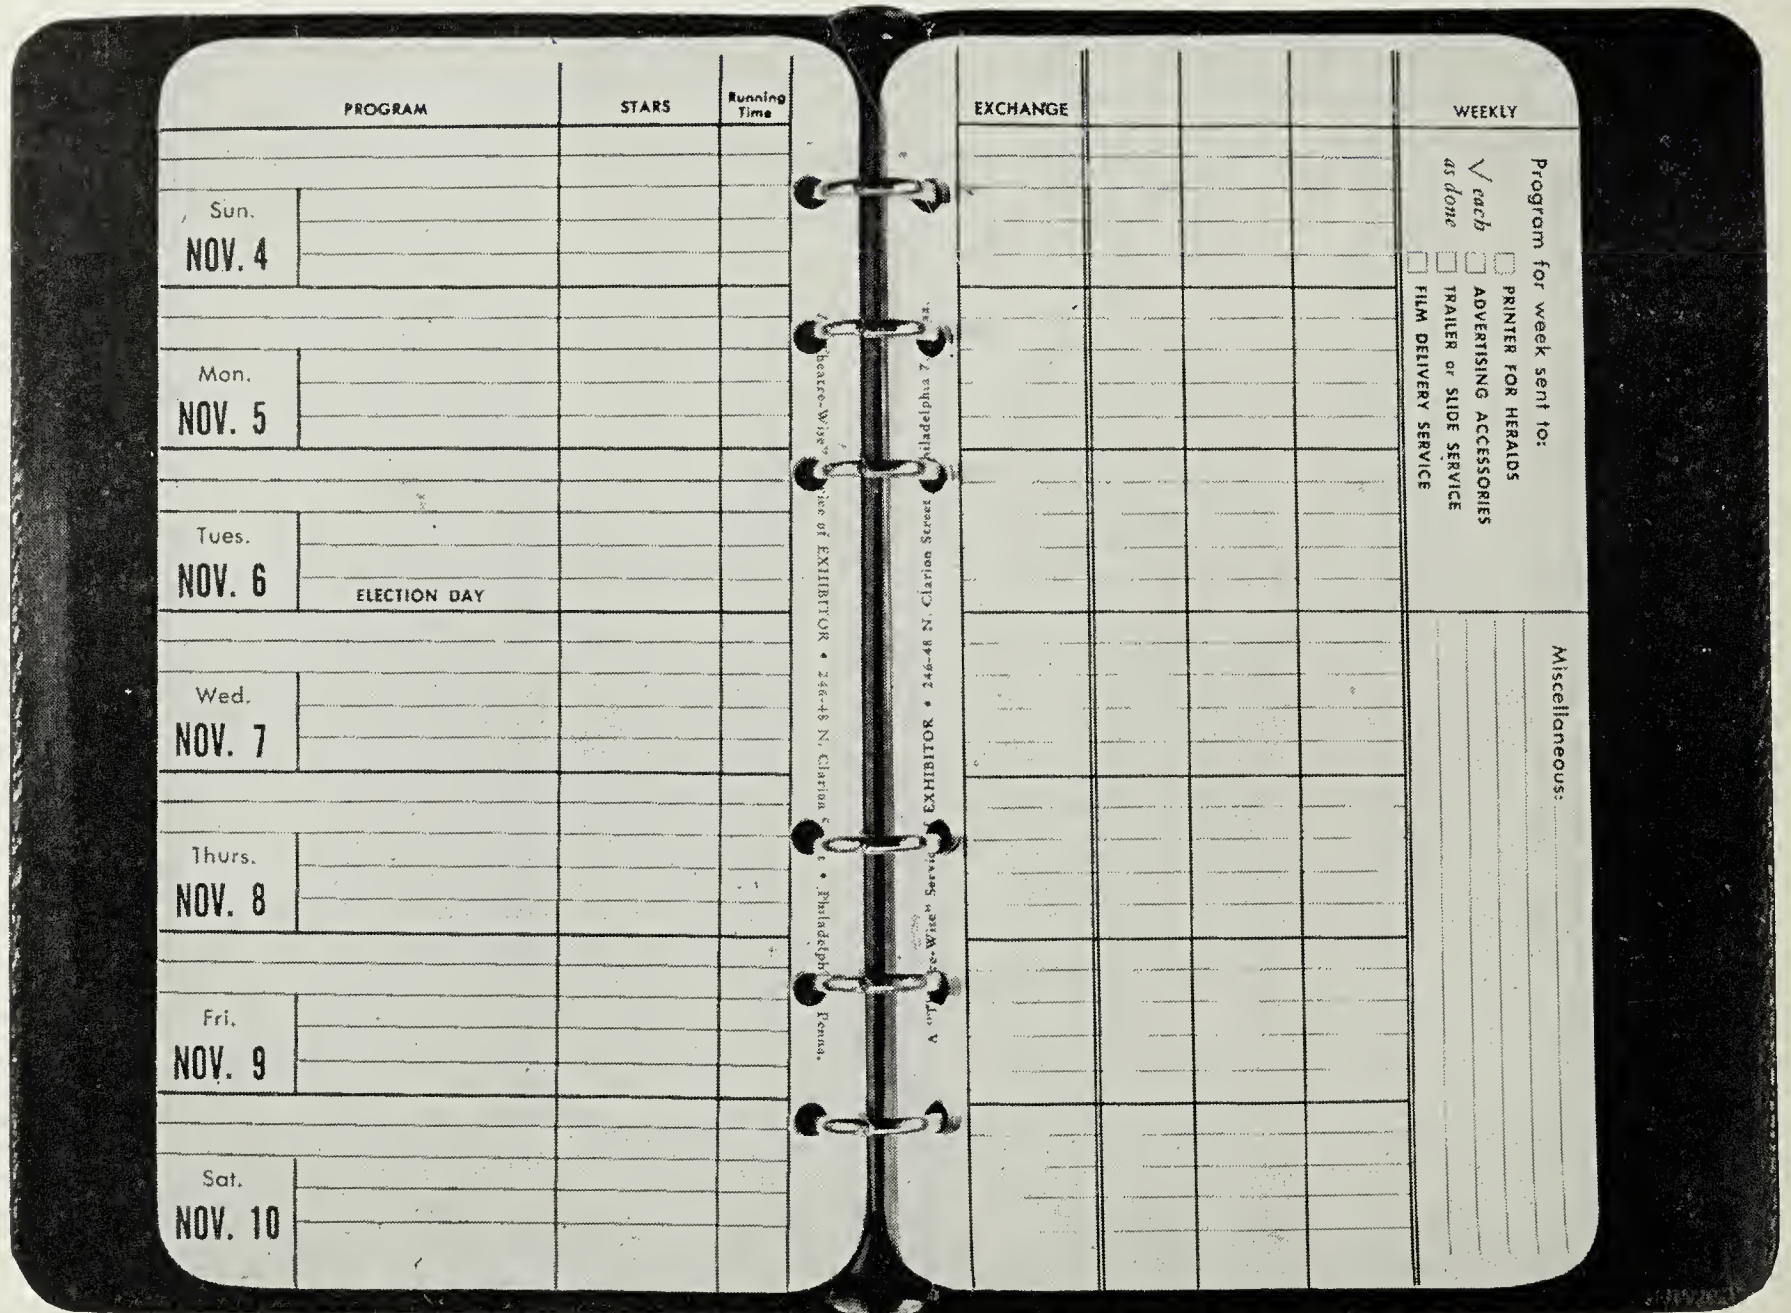 PROGRAM
STARS
Running
Time
Sun.
NOV. 4
Mon.
NOV. 5
Tues.
NOV. 6
ELECTION DAY
Wed.
NOV. 7
Thurs.
NOV. 8
Fri.
NOV. 9
Sat.
NOV. 10
of EXHIBITOR • 246-48 N. Clarion • Penna.
A Wise" EXHIBITOR • 246-48 N. Clarion Street
EXCHANGE
WEEKLY
Program for week sent to:
√ each
as done
PRINTER FOR HERALDS
ADVERTISING ACCESSORIES
TRAILER or SLIDE SERVICE
FILM DELIVERY SERVICE
Miscellaneous: